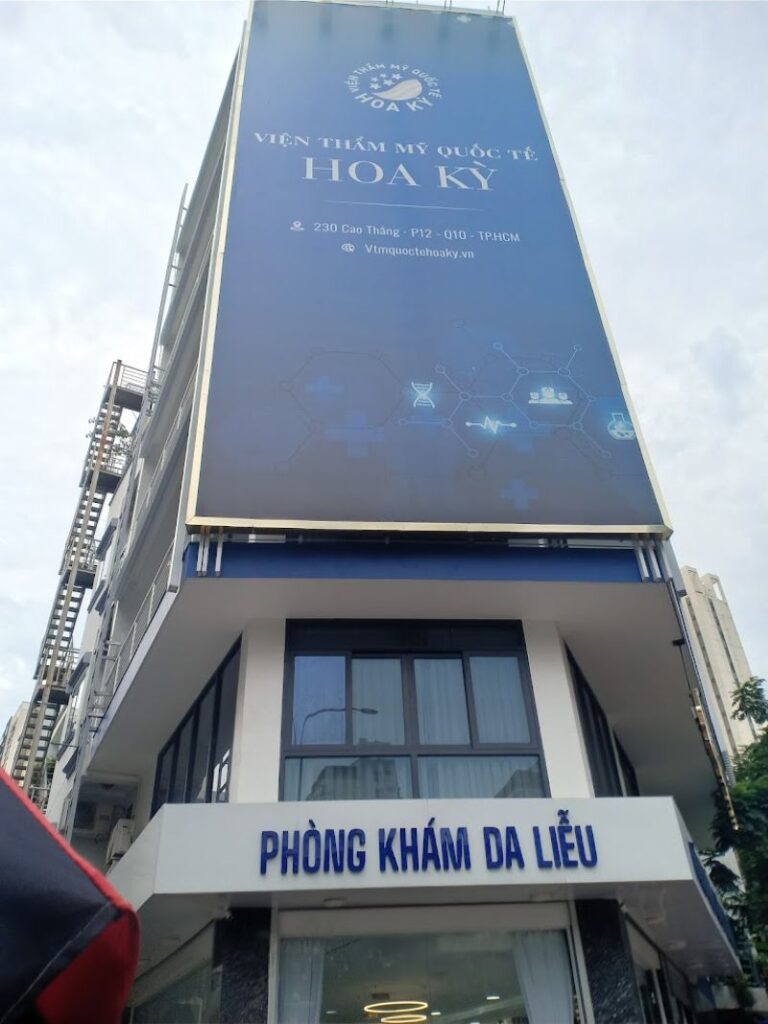 VIỆN THẨM MỸ QUỐC TẾ
HOA KỲ
VIỆN THẨM MỸ QUỐC TẾ
HOA KỲ
230 Cao Thắng - P12 - Q10 - TP.HCM
Vtmquoctehoaky.vn
PHÒNG KHÁM DA LIỄU